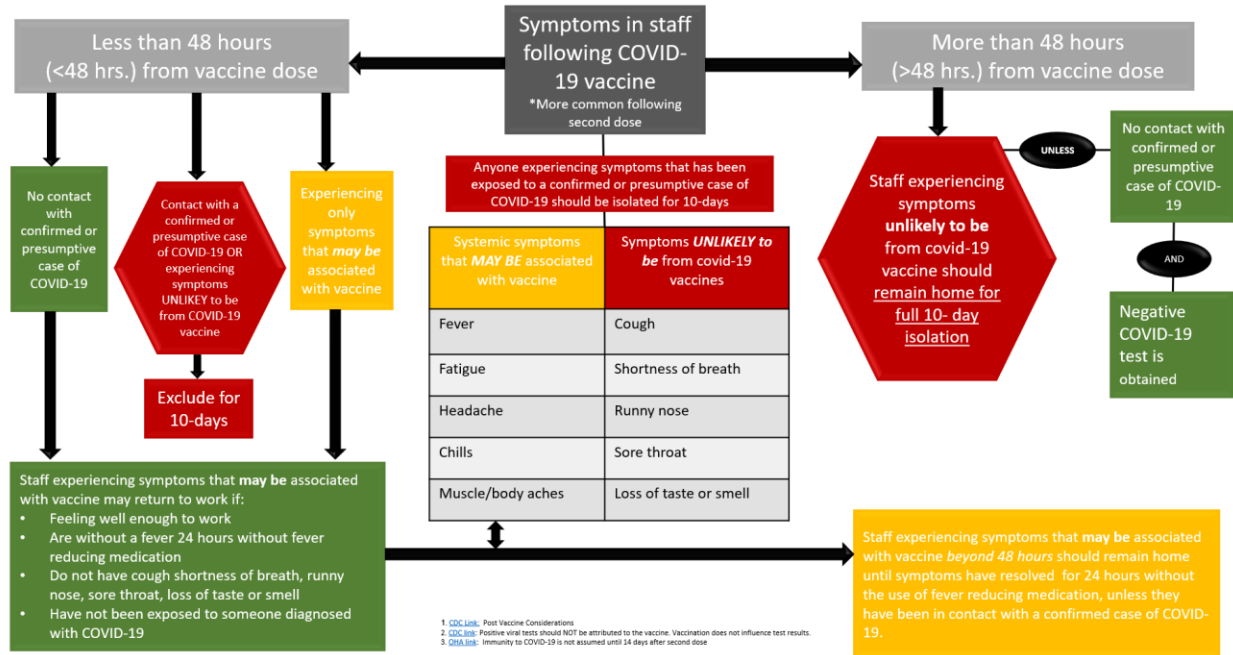 Less than 48 hours
(<48 hrs.) from vaccine dose
Symptoms in staff
following COVID-
19 vaccine
*More common following
second dose
More than 48 hours
(>48 hrs.) from vaccine dose
No contact
with
confirmed or
presumptive
case of
COVID-19
Contact with a
confirmed or
presumptive case
of COVID-19 OR
experiencing
symptoms
UNLIKEY to be
from COVID-19
vaccine
Exclude for
10-days
Experiencing
only
symptoms
that may be
associated
with vaccine
Anyone experiencing symptoms that has been
exposed to a confirmed or presumptive case of
COVID-19 should be isolated for 10-days
Systemic symptoms
that MAY BE associated
with vaccine
Symptoms UNLIKELY to
be from covid-19
vaccines
Fever
Cough
Fatigue
Shortness of breath
Headache
Runny nose
Chills
Sore throat
Muscle/body aches
Loss of taste or smell
Staff experiencing
symptoms
unlikely to be
from covid-19
vaccine should
remain home for
full 10- day
isolation
UNLESS
No contact with
confirmed or
presumptive
case of COVID-
19
AND
Negative
COVID-19
test is
obtained
Staff experiencing symptoms that may be associated
with vaccine may return to work if:
• Feeling well enough to work
• Are without a fever 24 hours without fever
reducing medication
• Do not have cough shortness of breath, runny
nose, sore throat, loss of taste or smell
• Have not been exposed to someone diagnosed
with COVID-19
Staff experiencing symptoms that may be associated
with vaccine beyond 48 hours should remain home
until symptoms have resolved for 24 hours without
the use of fever reducing medication, unless they
have been in contact with a confirmed case of COVID-
19.
1. CDC Link: Post Vaccine Considerations
2. CDC link: Positive viral tests should NOT be attributed to the vaccine. Vaccination does not influence test results.
3. OHA link: Immunity to COVID-19 is not assumed until 14 days after second dose